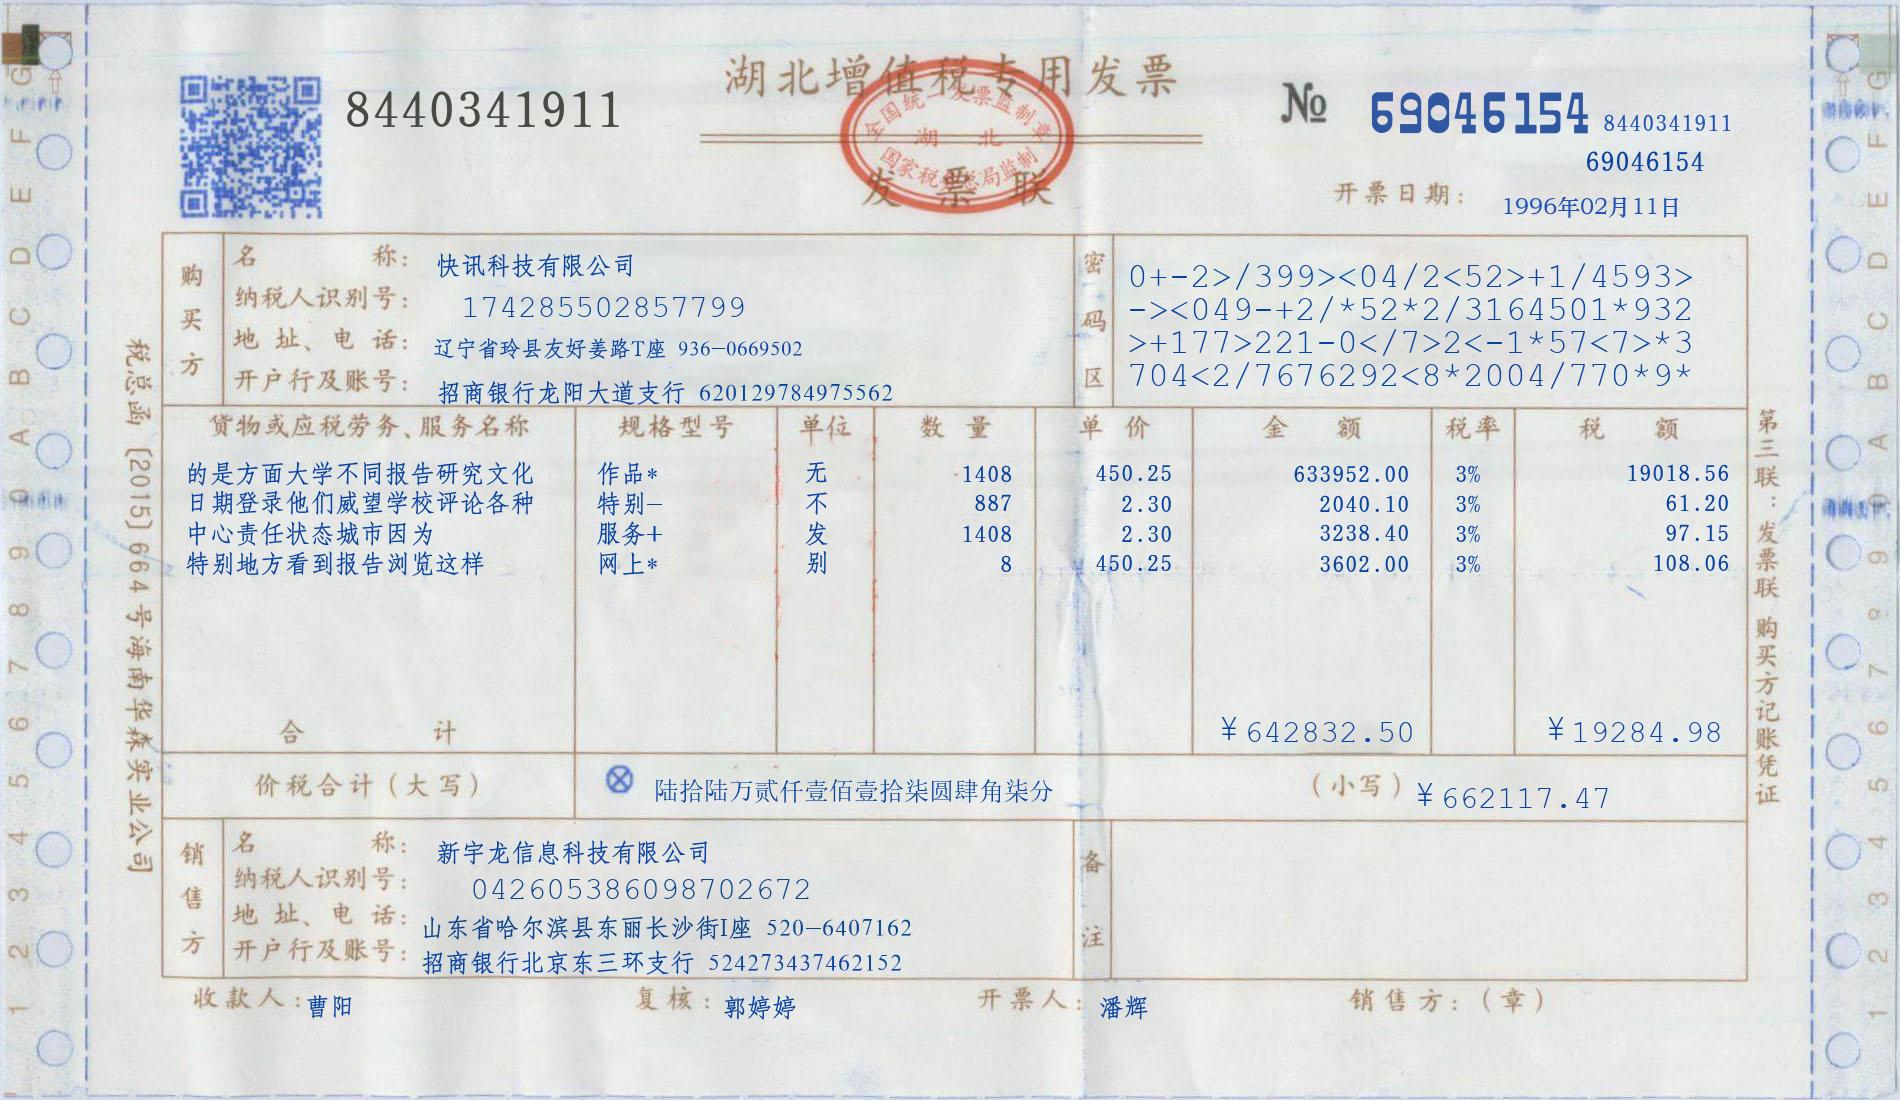 湖北增值税专用发票
8440341911
全国统一发票监制章
湖 北
国家税务总局监制
发 票 联
№ 69046154
8440341911
69046154
开票日期: 1996年02月11日
购买方
名 称: 快讯科技有限公司
纳税人识别号: 174285502857799
地 址、电 话: 辽宁省玲县友好姜路T座 936-0669502
开户行及账号: 招商银行龙阳大道支行 620129784975562
密码区
0+-2>/399><04/2<52>+1/4593>
-><049-+2/*52*2/3164501*932
>+177>221-0</7>2<-1*57<7>*3
704<2/7676292<8*2004/770*9*
货物或应税劳务、服务名称 规格型号 单位 数 量 单 价 金 额 税率 税 额
的是方面大学不同报告研究文化 作品* 无 1408 450.25 633952.00 3% 19018.56
日期登录他们威望学校评论各种 特别- 不 887 2.30 2040.10 3% 61.20
中心责任状态城市因为 服务+ 发 1408 2.30 3238.40 3% 97.15
特别地方看到报告浏览这样 网上* 别 8 450.25 3602.00 3% 108.06
合 计 ¥642832.50 ¥19284.98
价税合计(大写) 陆拾陆万贰仟壹佰壹拾柒圆肆角柒分 (小写) ¥662117.47
销售方
名 称: 新宇龙信息科技有限公司
纳税人识别号: 042605386098702672
地 址、电 话: 山东省哈尔滨县东丽长沙街I座 520-6407162
开户行及账号: 招商银行北京东三环支行 524273437462152
备注
收款人: 曹阳 复核: 郭婷婷 开票人: 潘辉 销售方:(章)
税总函[2015]664号海南华森实业公司
第三联:发票联 购买方记账凭证
1 2 3 4 5 6 7 8 9 0 A B C D E F G
1 2 3 4 5 6 7 8 9 0 A B C D E F G